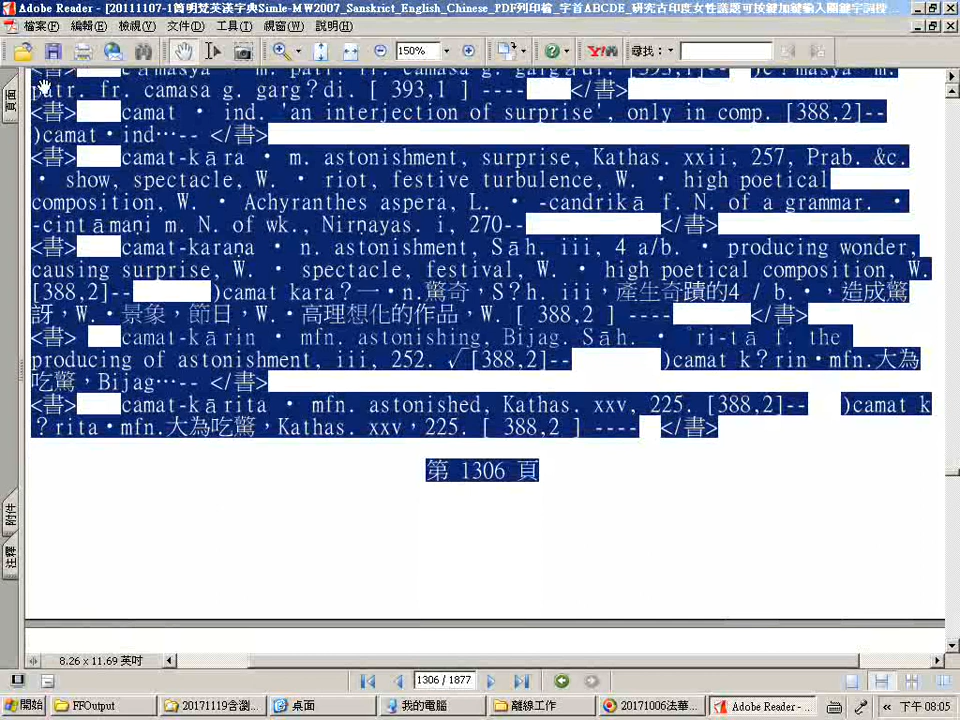 Adobe Reader - [20111107-1簡明梵英漢字典Simle-MW2007_Sanskrict_English_Chinese_PDF列印檔_字首ABCDE_研究古印度女性議題可按鍵加鍵輸入關鍵字詞搜
檔案(F) 編輯(E) 檢視(V) 文件(D) 工具(T) 視窗(W) 說明(H)
150% 尋找：
頁面
patr. fr. camasa g. garg?di. [ 393,1 ] ---- </書>
<書> camat ‧ ind. 'an interjection of surprise', only in comp. [388,2]--
)camat‧ind…-- </書>
<書> camat-kāra ‧ m. astonishment, surprise, Kathas. xxii, 257, Prab. &c.
‧ show, spectacle, W. ‧ riot, festive turbulence, W. ‧ high poetical
composition, W. ‧ Achyranthes aspera, L. ‧ -candrikā f. N. of a grammar. ‧
-cintāmaṇi m. N. of wk., Nirṇayas. i, 270-- </書>
<書> camat-karaṇa ‧ n. astonishment, Sāh. iii, 4 a/b. ‧ producing wonder,
causing surprise, W. ‧ spectacle, festival, W. ‧ high poetical composition, W.
[388,2]-- )camat kara?一‧n.驚奇，S?h. iii，產生奇蹟的4 / b.‧，造成驚
訝，W.‧景象，節日，W.‧高理想化的作品，W. [ 388,2 ] ---- </書>
<書> camat-kārin ‧ mfn. astonishing, Bijag. Sāh. ‧ °ri-tā f. the
producing of astonishment, iii, 252. √[388,2]-- )camat k?rin‧mfn.大為
吃驚，Bijag…-- </書>
<書> camat-kārita ‧ mfn. astonished, Kathas. xxv, 225. [388,2]-- )camat k
?rita‧mfn.大為吃驚，Kathas. xxv，225. [ 388,2 ] ---- </書>
第 1306 頁
附件
注釋
8.26 x 11.69 英吋
1306 / 1877
開始 FFOutput 20171119含瀏... 桌面 我的電腦 離線工作 20171006法華... Adobe Reader - ... 下午 08:05